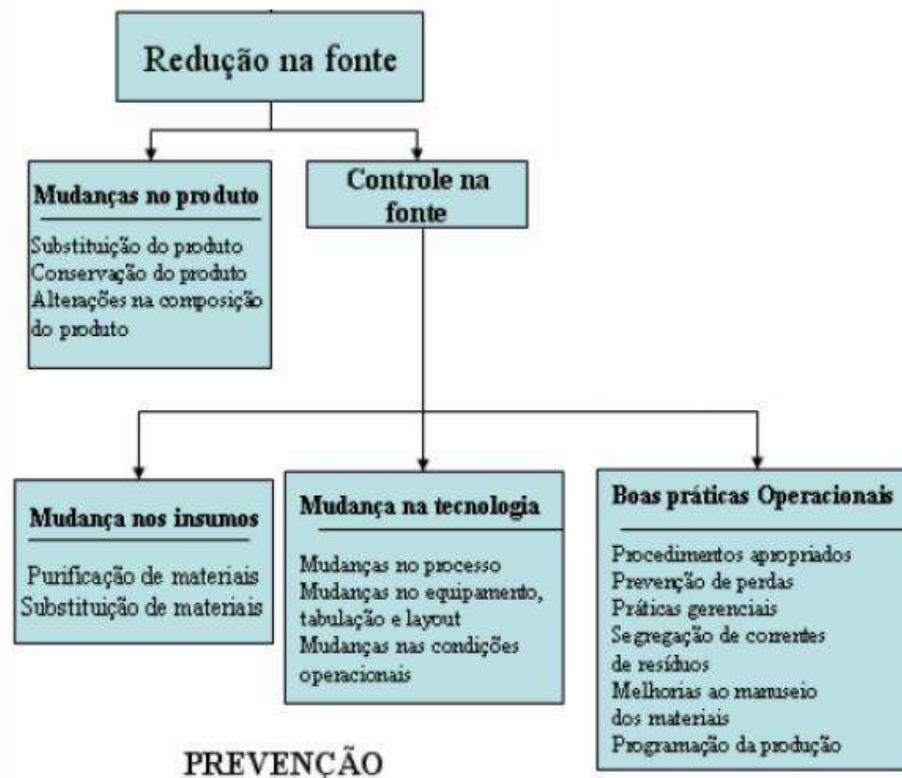 Redução na fonte
Mudanças no produto
Substituição do produto
Conservação do produto
Alterações na composição
do produto
Controle na
fonte
Mudança nos insumos
Purificação de materiais
Substituição de materiais
Mudança na tecnologia
Mudanças no processo
Mudanças no equipamento,
tabulação e layout
Mudanças nas condições
operacionais
Boas práticas Operacionais
Procedimentos apropriados
Prevenção de perdas
Práticas gerenciais
Segregação de correntes
de resíduos
Melhorias ao manuseio
dos materiais
Programação da produção
PREVENÇÃO